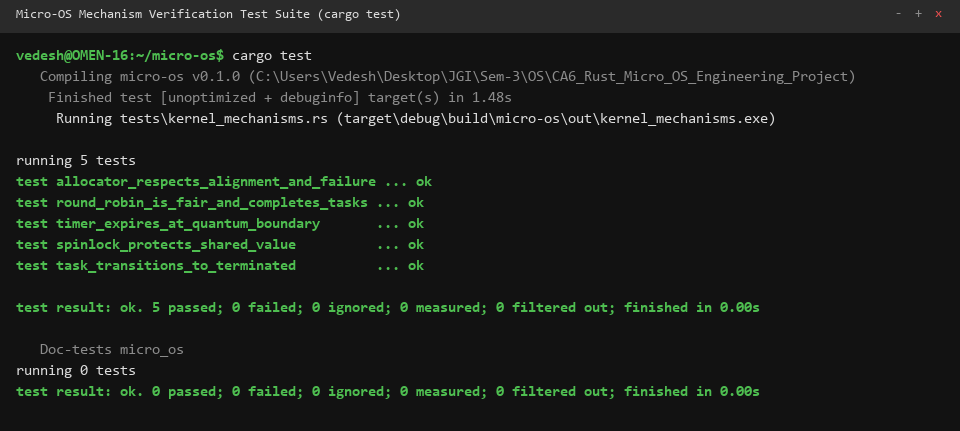 Micro-OS Mechanism Verification Test Suite (cargo test) - + x
vedesh@OMEN-16:~/micro-os$ cargo test
Compiling micro-os v0.1.0 (C:\Users\Vedesh\Desktop\JGI\Sem-3\OS\CA6_Rust_Micro_OS_Engineering_Project)
Finished test [unoptimized + debuginfo] target(s) in 1.48s
Running tests\kernel_mechanisms.rs (target\debug\build\micro-os\out\kernel_mechanisms.exe)
running 5 tests
test allocator_respects_alignment_and_failure ... ok
test round_robin_is_fair_and_completes_tasks ... ok
test timer_expires_at_quantum_boundary ... ok
test spinlock_protects_shared_value ... ok
test task_transitions_to_terminated ... ok
test result: ok. 5 passed; 0 failed; 0 ignored; 0 measured; 0 filtered out; finished in 0.00s
Doc-tests micro_os
running 0 tests
test result: ok. 0 passed; 0 failed; 0 ignored; 0 measured; 0 filtered out; finished in 0.00s